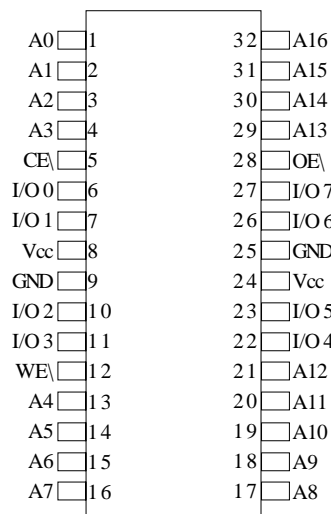 A0 1 32 A16
A1 2 31 A15
A2 3 30 A14
A3 4 29 A13
CE\ 5 28 OE\
I/O 0 6 27 I/O 7
I/O 1 7 26 I/O 6
Vcc 8 25 GND
GND 9 24 Vcc
I/O 2 10 23 I/O 5
I/O 3 11 22 I/O 4
WE\ 12 21 A12
A4 13 20 A11
A5 14 19 A10
A6 15 18 A9
A7 16 17 A8